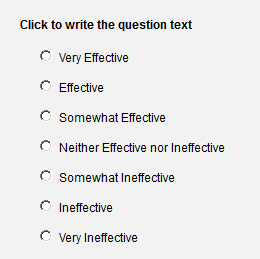 Click to write the question text
Very Effective
Effective
Somewhat Effective
Neither Effective nor Ineffective
Somewhat Ineffective
Ineffective
Very Ineffective